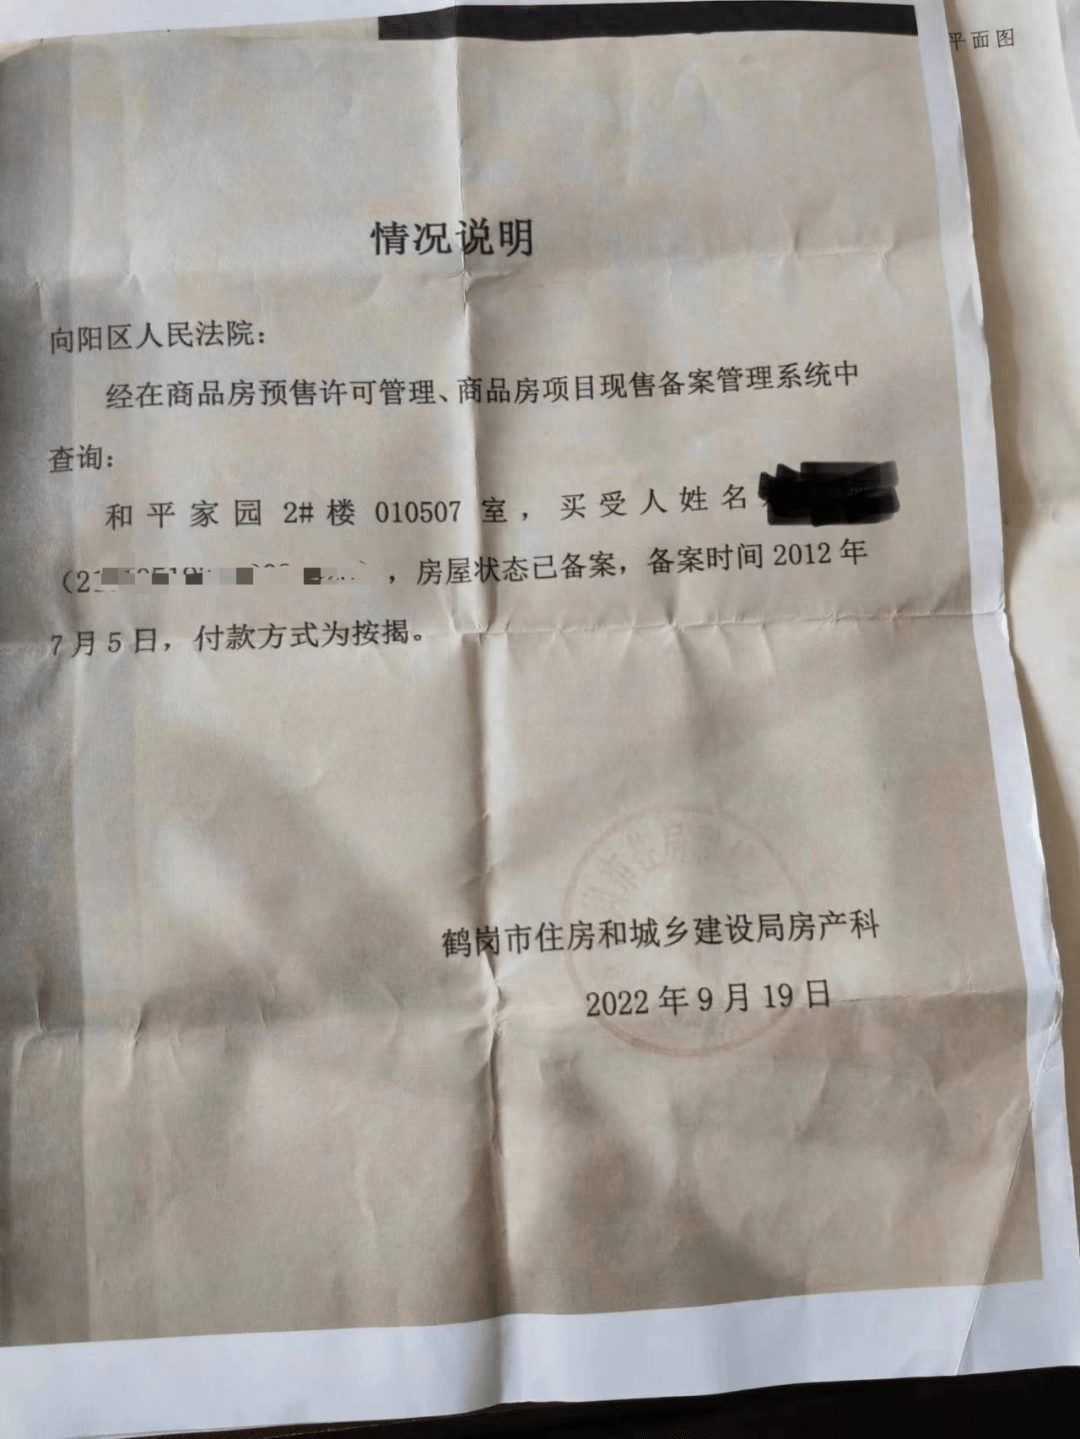 平面图
情况说明
向阳区人民法院：
经在商品房预售许可管理、商品房项目现售备案管理系统中
查询：
和平家园 2#楼 010507 室，买受人姓名
，房屋状态已备案，备案时间 2012 年
7 月 5 日，付款方式为按揭。
市住房
鹤岗市住房和城乡建设局房产科
2022 年 9 月 19 日